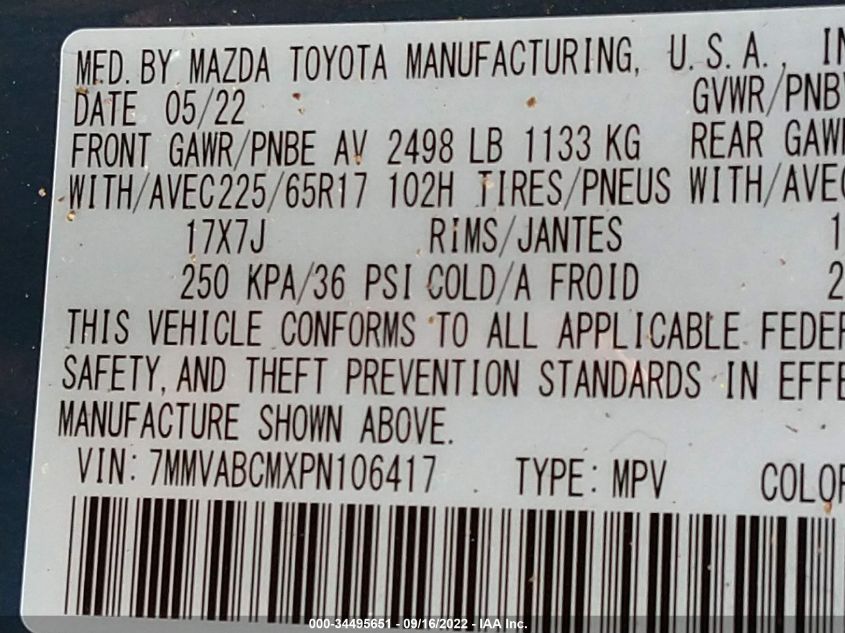 MFD. BY MAZDA TOYOTA MANUFACTURING, U.S.A., IN
DATE 05/22 GVWR/PNB
FRONT GAWR/PNBE AV 2498 LB 1133 KG REAR GAW
WITH/AVEC225/65R17 102H TIRES/PNEUS WITH/AVEC
17X7J RIMS/JANTES 1
250 KPA/36 PSI COLD/A FROID 2
THIS VEHICLE CONFORMS TO ALL APPLICABLE FEDER
SAFETY, AND THEFT PREVENTION STANDARDS IN EFFE
MANUFACTURE SHOWN ABOVE.
VIN: 7MMVABCMXPN106417 TYPE: MPV COLOR
000-34495651 - 09/16/2022 - IAA Inc.